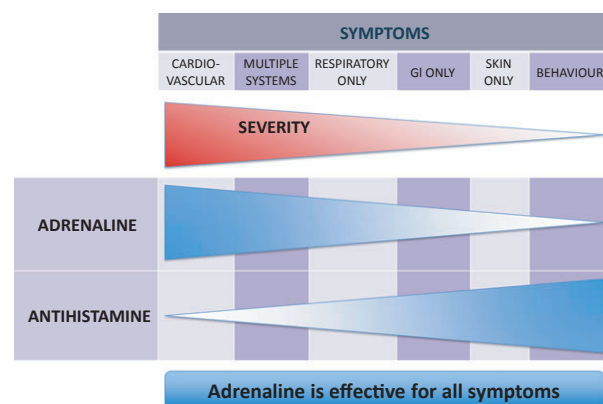 SYMPTOMS
CARDIO-
VASCULAR
MULTIPLE
SYSTEMS
RESPIRATORY
ONLY
GI ONLY
SKIN
ONLY
BEHAVIOUR
SEVERITY
ADRENALINE
ANTIHISTAMINE
Adrenaline is effective for all symptoms